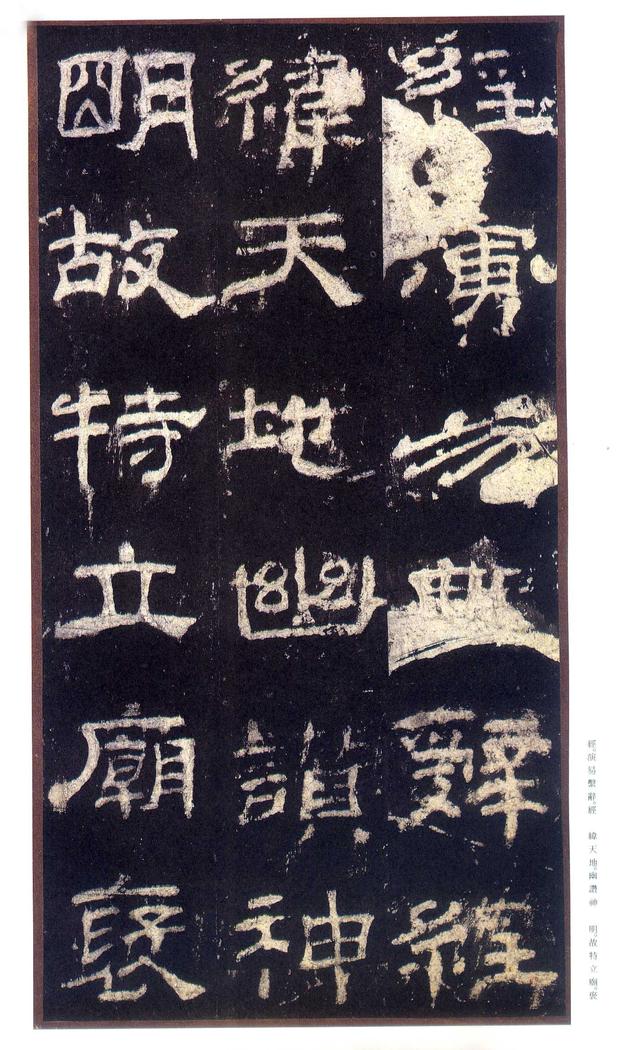 經演易繫辭經
緯天地幽讚神
明故特立廟褒
經。演易繫辭。經　緯天地。幽讚神　明。故特立廟。褒